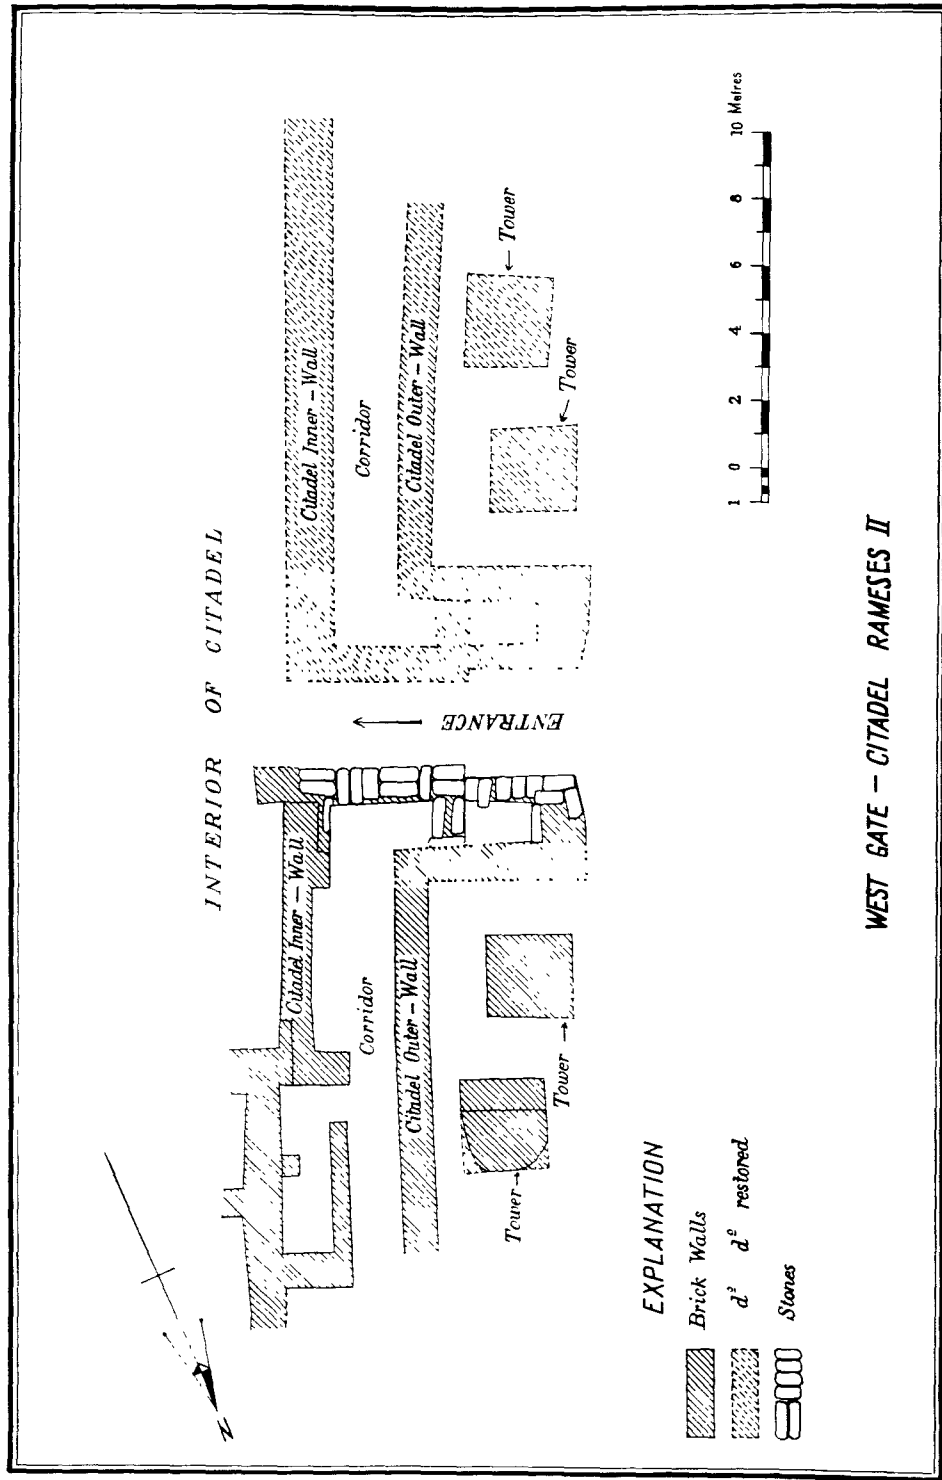 INTERIOR OF CITADEL
Citadel Inner-Wall
Citadel Inner-Wall
Corridor
Corridor
Citadel Outer-Wall
Citadel Outer-Wall
ENTRANCE
Tower
Tower
Tower
Tower
N
EXPLANATION
Brick Walls
dº dº restored
Stones
1 0 2 4 6 8 10 Metres
WEST GATE – CITADEL RAMESES II